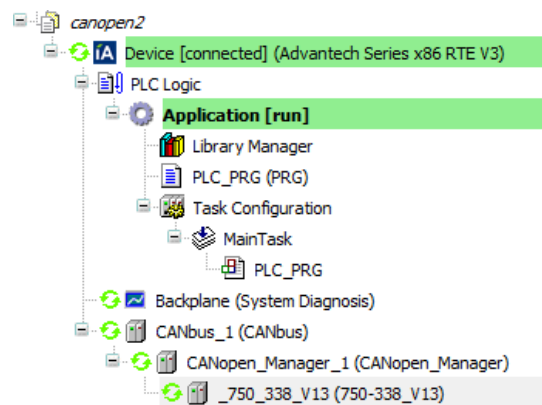 canopen2
iA Device [connected] (Advantech Series x86 RTE V3)
PLC Logic
Application [run]
Library Manager
PLC_PRG (PRG)
Task Configuration
MainTask
PLC_PRG
Backplane (System Diagnosis)
CANbus_1 (CANbus)
CANopen_Manager_1 (CANopen_Manager)
_750_338_V13 (750-338_V13)